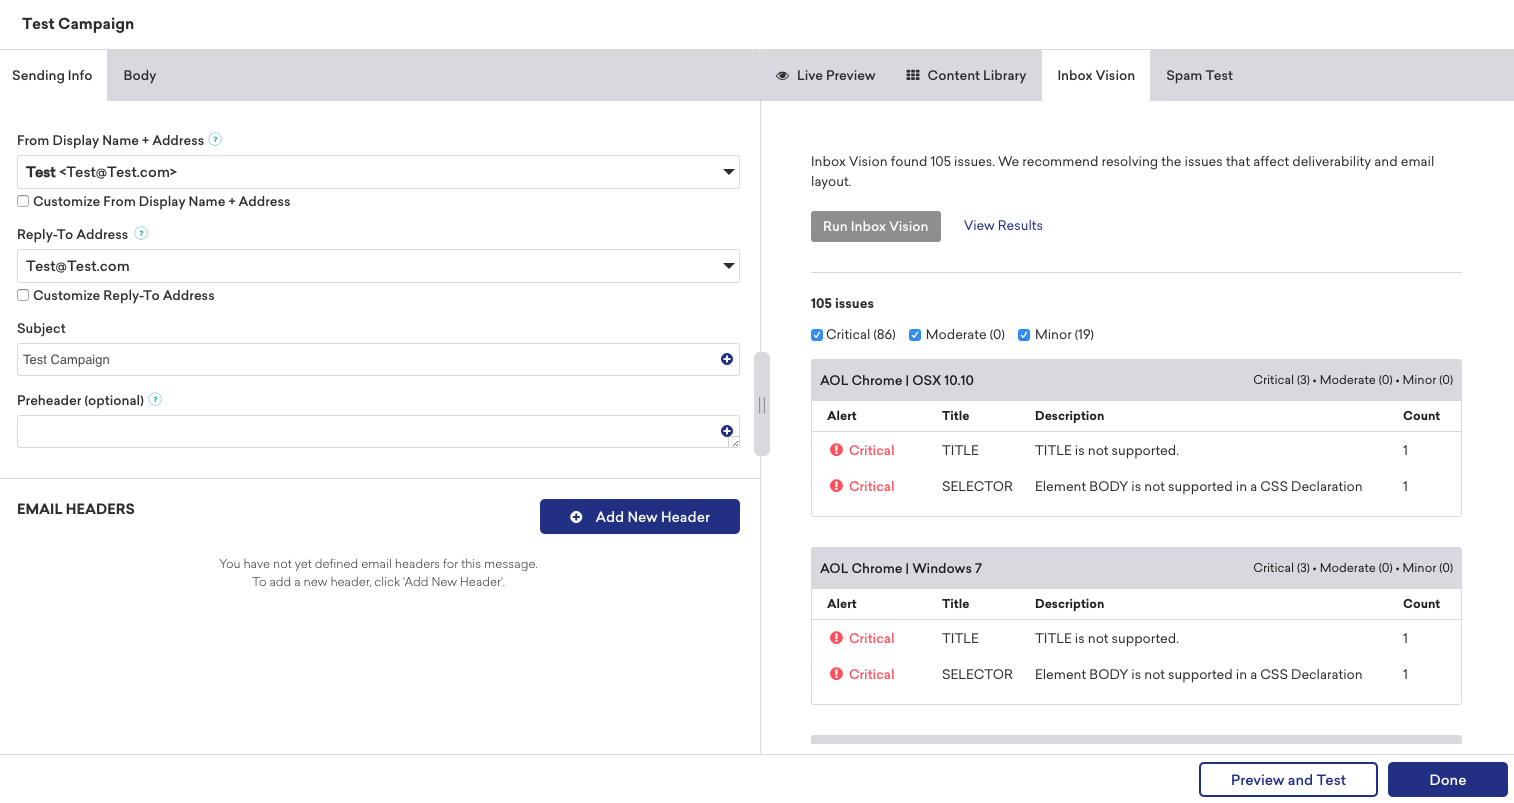 Test Campaign
Sending Info
Body
From Display Name + Address ?
Test <Test@Test.com>
Customize From Display Name + Address
Reply-To Address ?
Test@Test.com
Customize Reply-To Address
Subject
Test Campaign
Preheader (optional) ?
EMAIL HEADERS
Add New Header
You have not yet defined email headers for this message.
To add a new header, click 'Add New Header'.
Live Preview
Content Library
Inbox Vision
Spam Test
Inbox Vision found 105 issues. We recommend resolving the issues that affect deliverability and email
layout.
Run Inbox Vision
View Results
105 issues
Critical (86) Moderate (0) Minor (19)
AOL Chrome | OSX 10.10 Critical (3) • Moderate (0) • Minor (0)
Alert Title Description Count
Critical TITLE TITLE is not supported. 1
Critical SELECTOR Element BODY is not supported in a CSS Declaration 1
AOL Chrome | Windows 7 Critical (3) • Moderate (0) • Minor (0)
Alert Title Description Count
Critical TITLE TITLE is not supported. 1
Critical SELECTOR Element BODY is not supported in a CSS Declaration 1
Preview and Test
Done